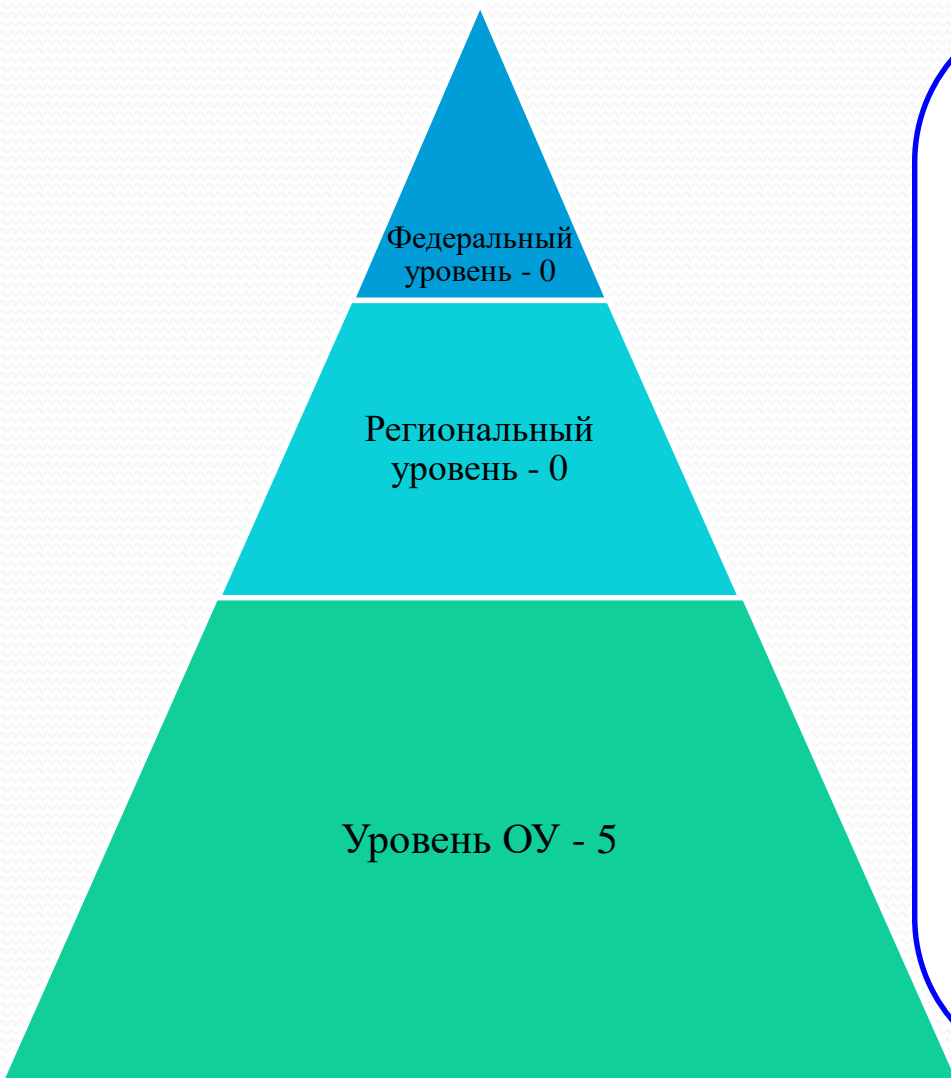 Федеральный
уровень - 0
Региональный
уровень - 0
Уровень ОУ - 5